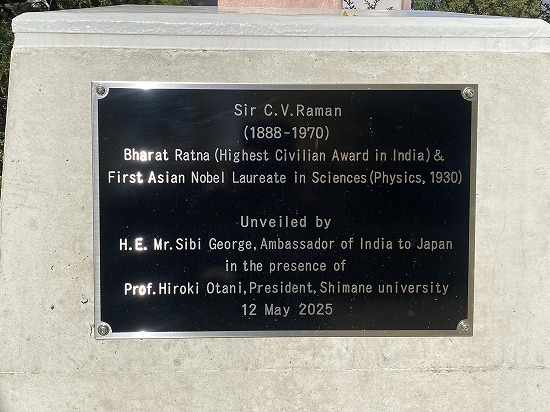 Sir C.V.Raman
(1888-1970)
Bharat Ratna (Highest Civilian Award in India) &
First Asian Nobel Laureate in Sciences (Physics, 1930)
Unveiled by
H.E. Mr. Sibi George, Ambassador of India to Japan
in the presence of
Prof. Hiroki Otani, President, Shimane university
12 May 2025